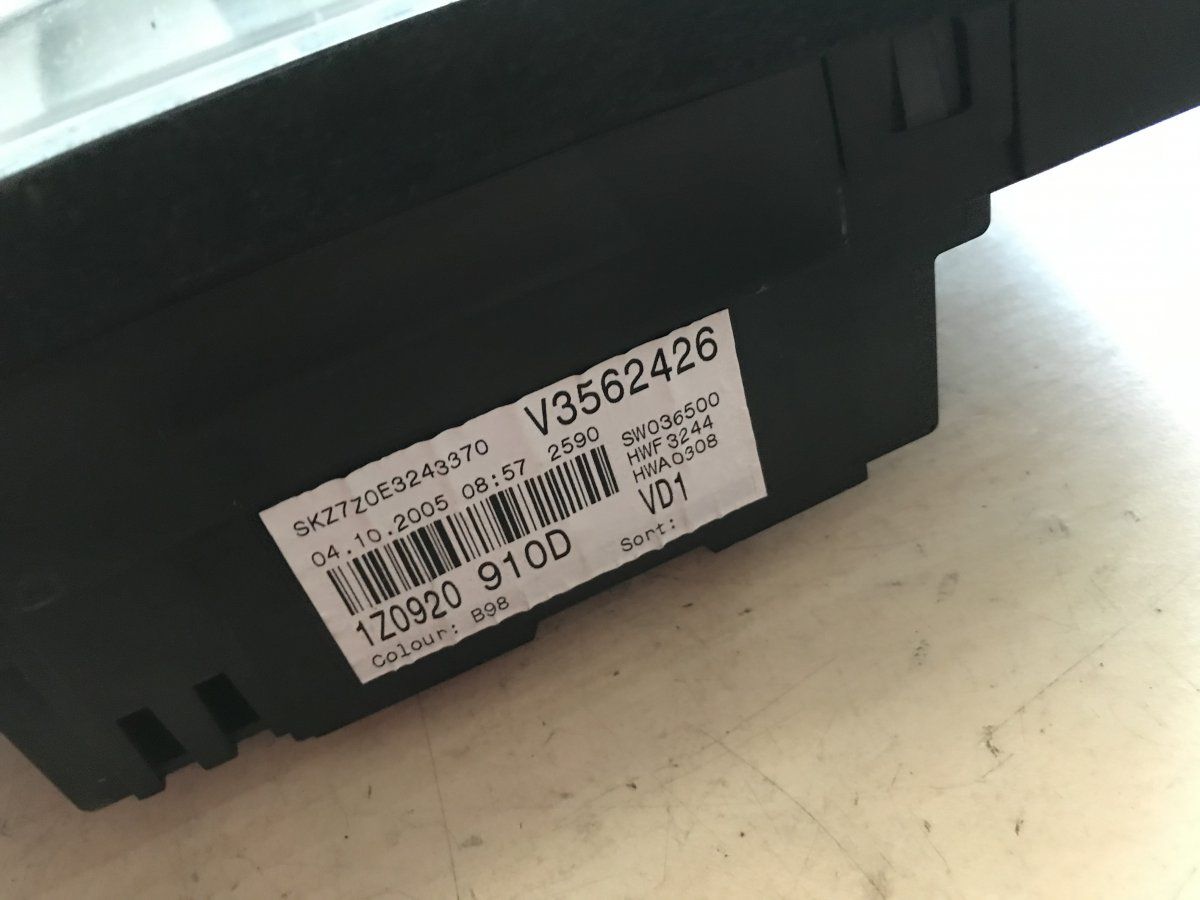 SKZ7Z0E3243370 V3562426
04.10.2005 08:57 2590 SW036500
HWF3244
HWA0308
1Z0920 910D VD1
Colour: B98 Sort: